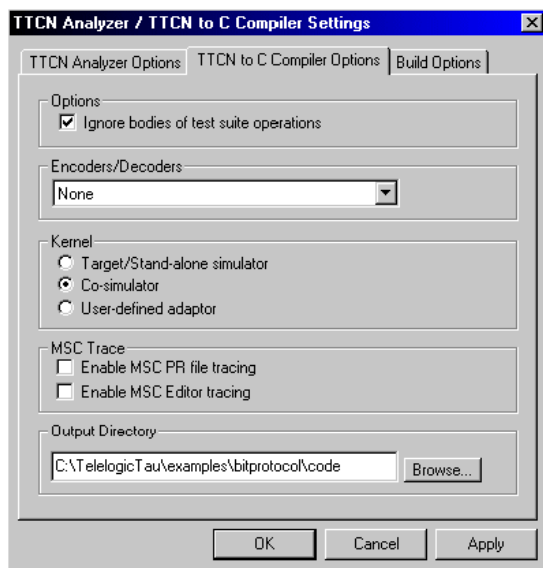 TTCN Analyzer / TTCN to C Compiler Settings
TTCN Analyzer Options TTCN to C Compiler Options Build Options
Options
Ignore bodies of test suite operations
Encoders/Decoders
None
Kernel
Target/Stand-alone simulator
Co-simulator
User-defined adaptor
MSC Trace
Enable MSC PR file tracing
Enable MSC Editor tracing
Output Directory
C:\TelelogicTau\examples\bitprotocol\code Browse...
OK Cancel Apply